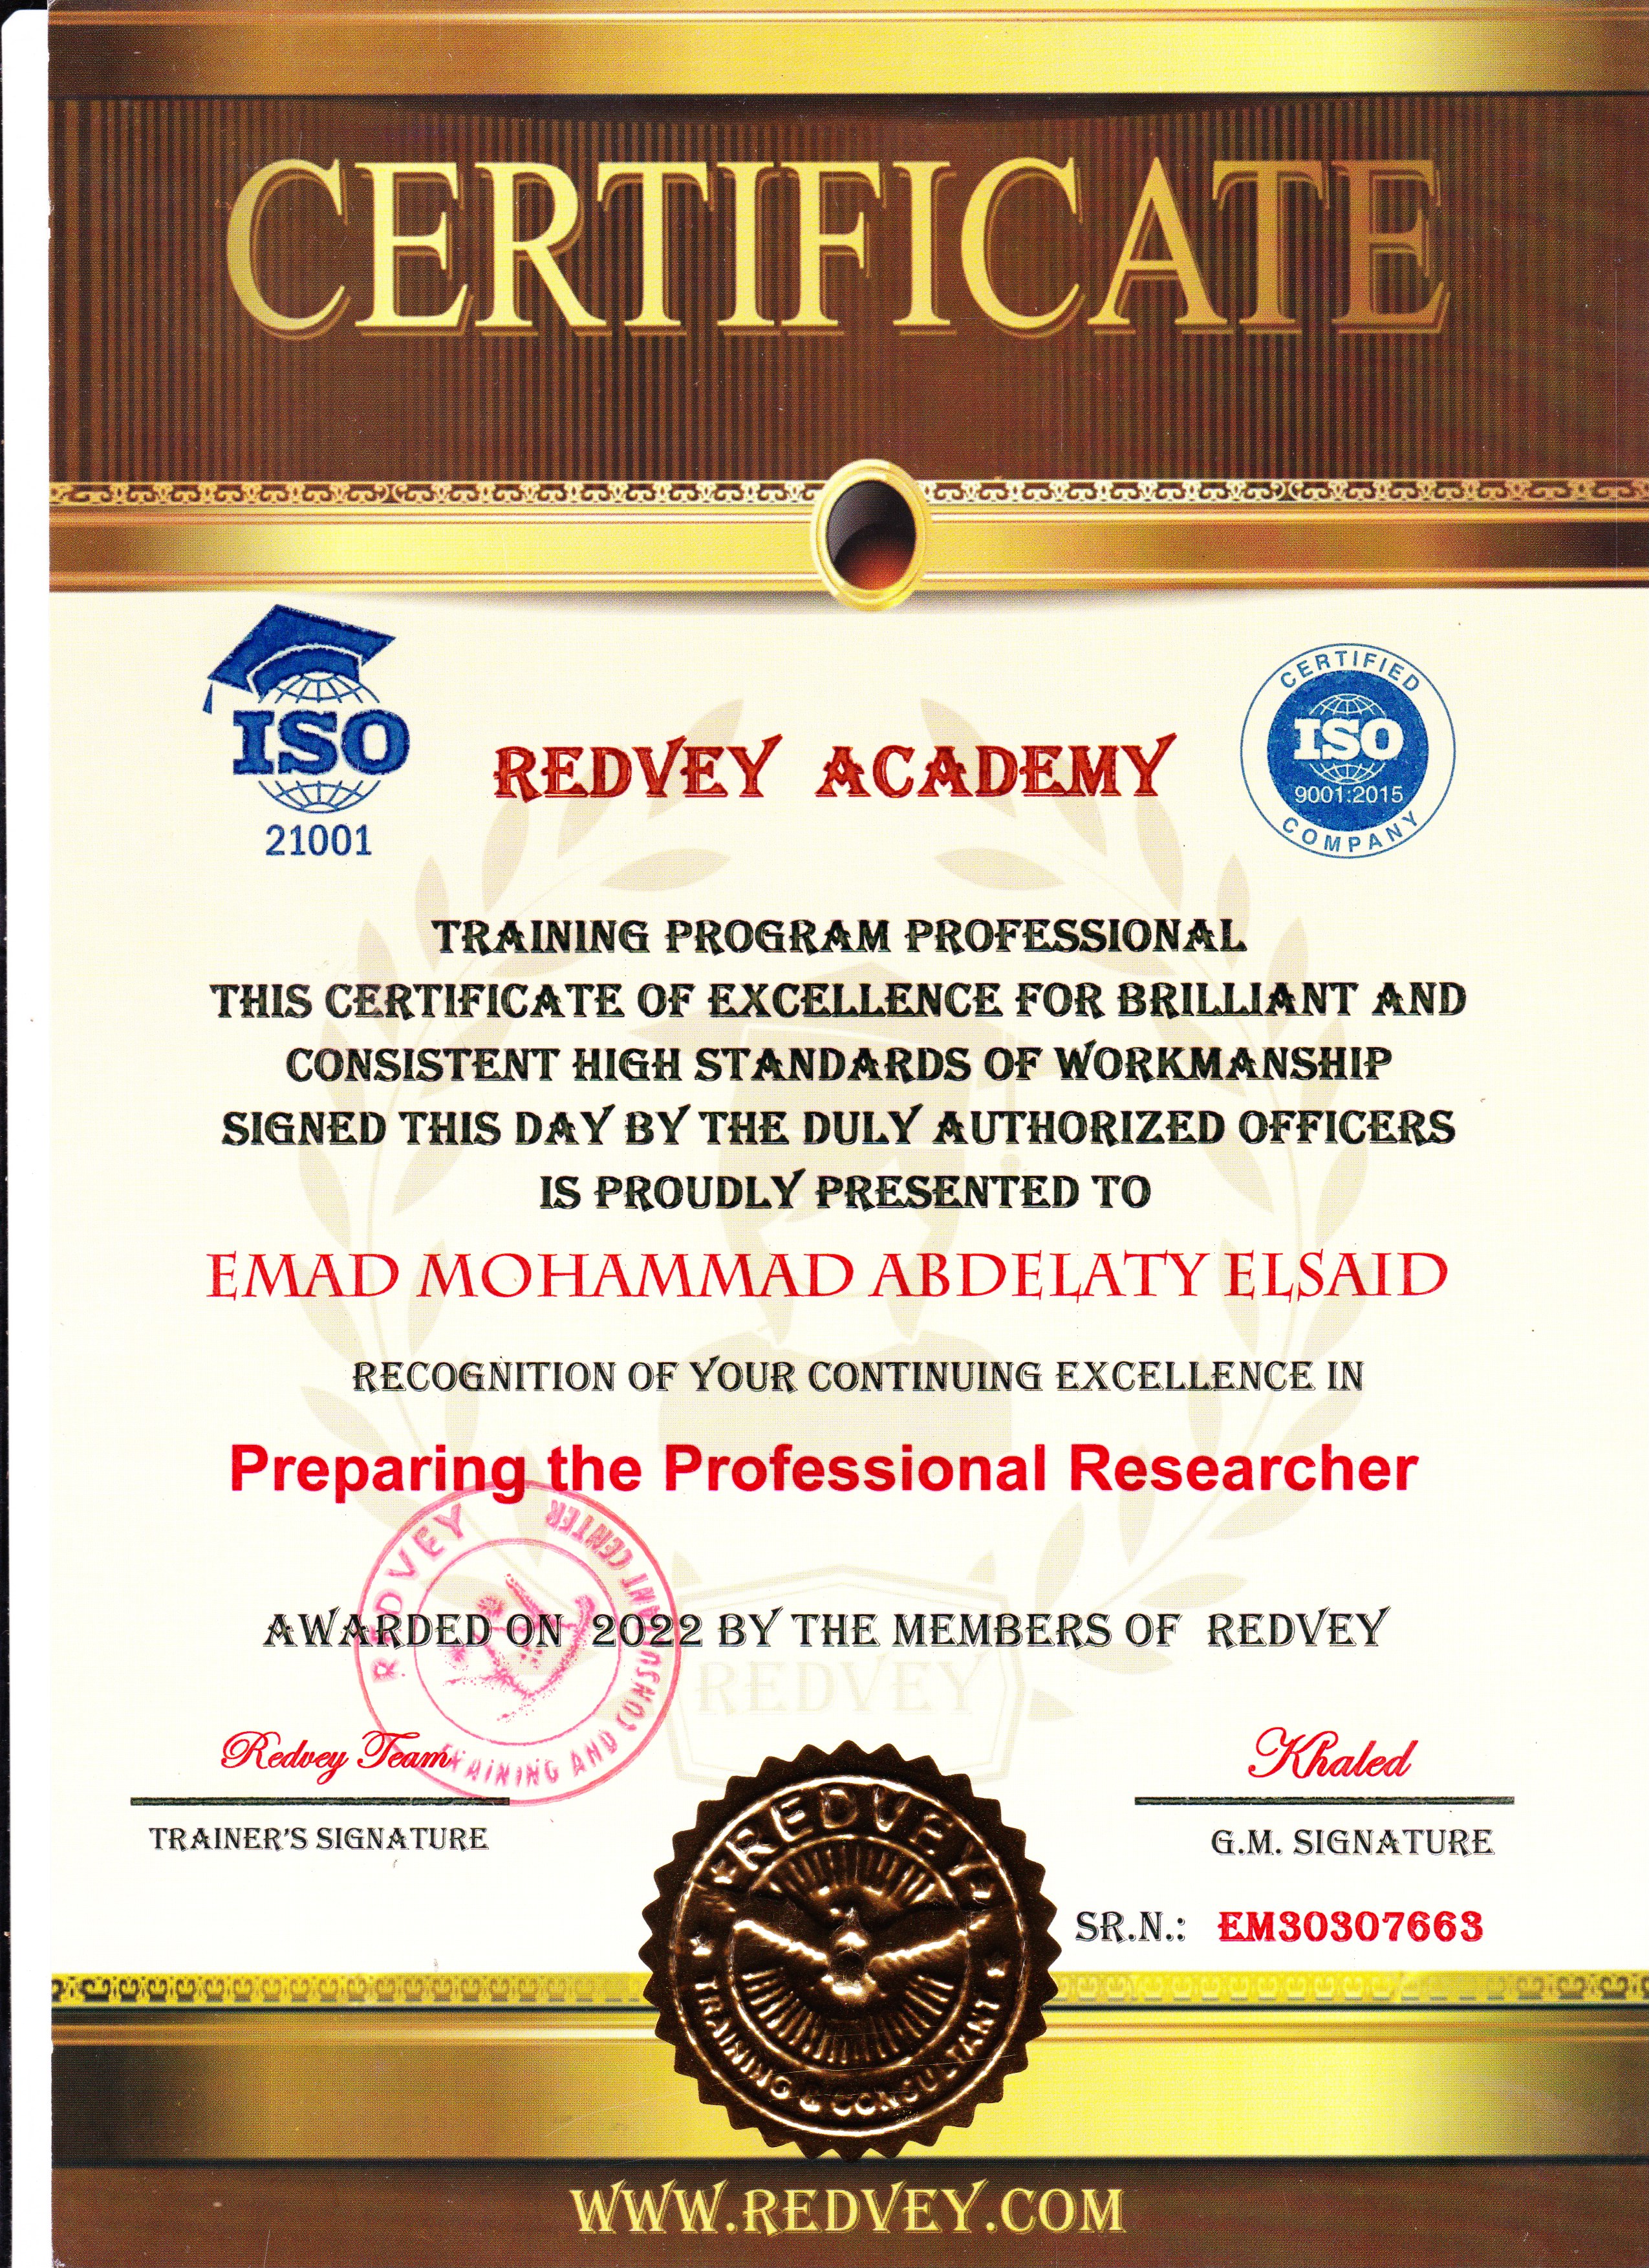 CERTIFICATE
ISO
21001
REDVEY ACADEMY
CERTIFIED
ISO
9001:2015
COMPANY
TRAINING PROGRAM PROFESSIONAL
THIS CERTIFICATE OF EXCELLENCE FOR BRILLIANT AND
CONSISTENT HIGH STANDARDS OF WORKMANSHIP
SIGNED THIS DAY BY THE DULY AUTHORIZED OFFICERS
IS PROUDLY PRESENTED TO
EMAD MOHAMMAD ABDELATY ELSAID
RECOGNITION OF YOUR CONTINUING EXCELLENCE IN
Preparing the Professional Researcher
REDVEY
TRAINING AND CONSULTANT CENTER
AWARDED ON 2022 BY THE MEMBERS OF REDVEY
REDVEY
Redvey Team
TRAINER'S SIGNATURE
Khaled
G.M. SIGNATURE
REDVEY
TRAINING & CONSULTANT
SR.N.: EM30307663
WWW.REDVEY.COM